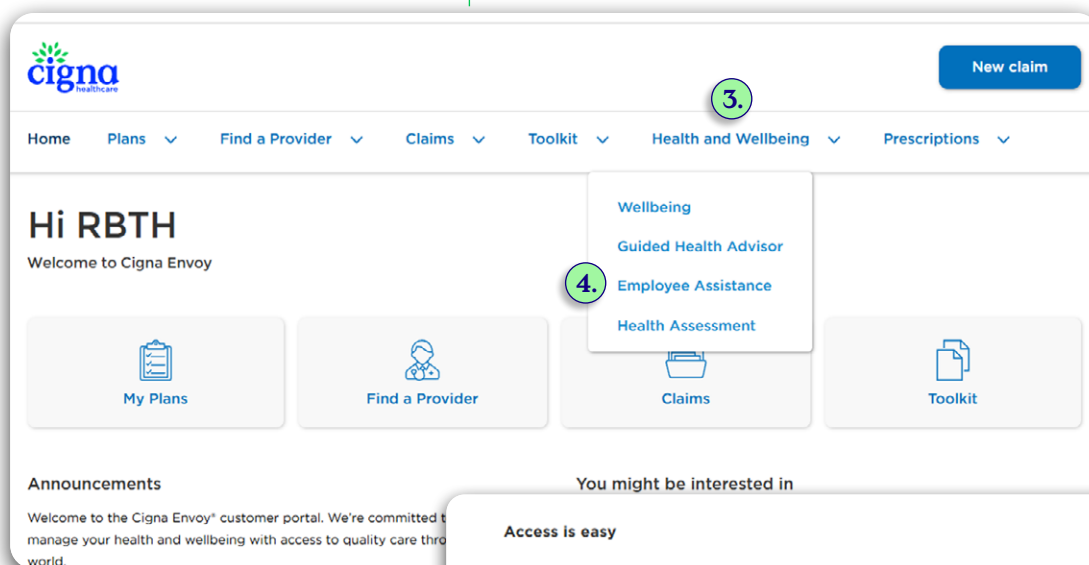 cigna
healthcare
New claim
3.
Home Plans Find a Provider Claims Toolkit Health and Wellbeing Prescriptions
Hi RBTH
Welcome to Cigna Envoy
Wellbeing
Guided Health Advisor
4. Employee Assistance
Health Assessment
My Plans Find a Provider Claims Toolkit
Announcements
Welcome to the Cigna Envoy® customer portal. We're committed
manage your health and wellbeing with access to quality care
world.
You might be interested in
Access is easy